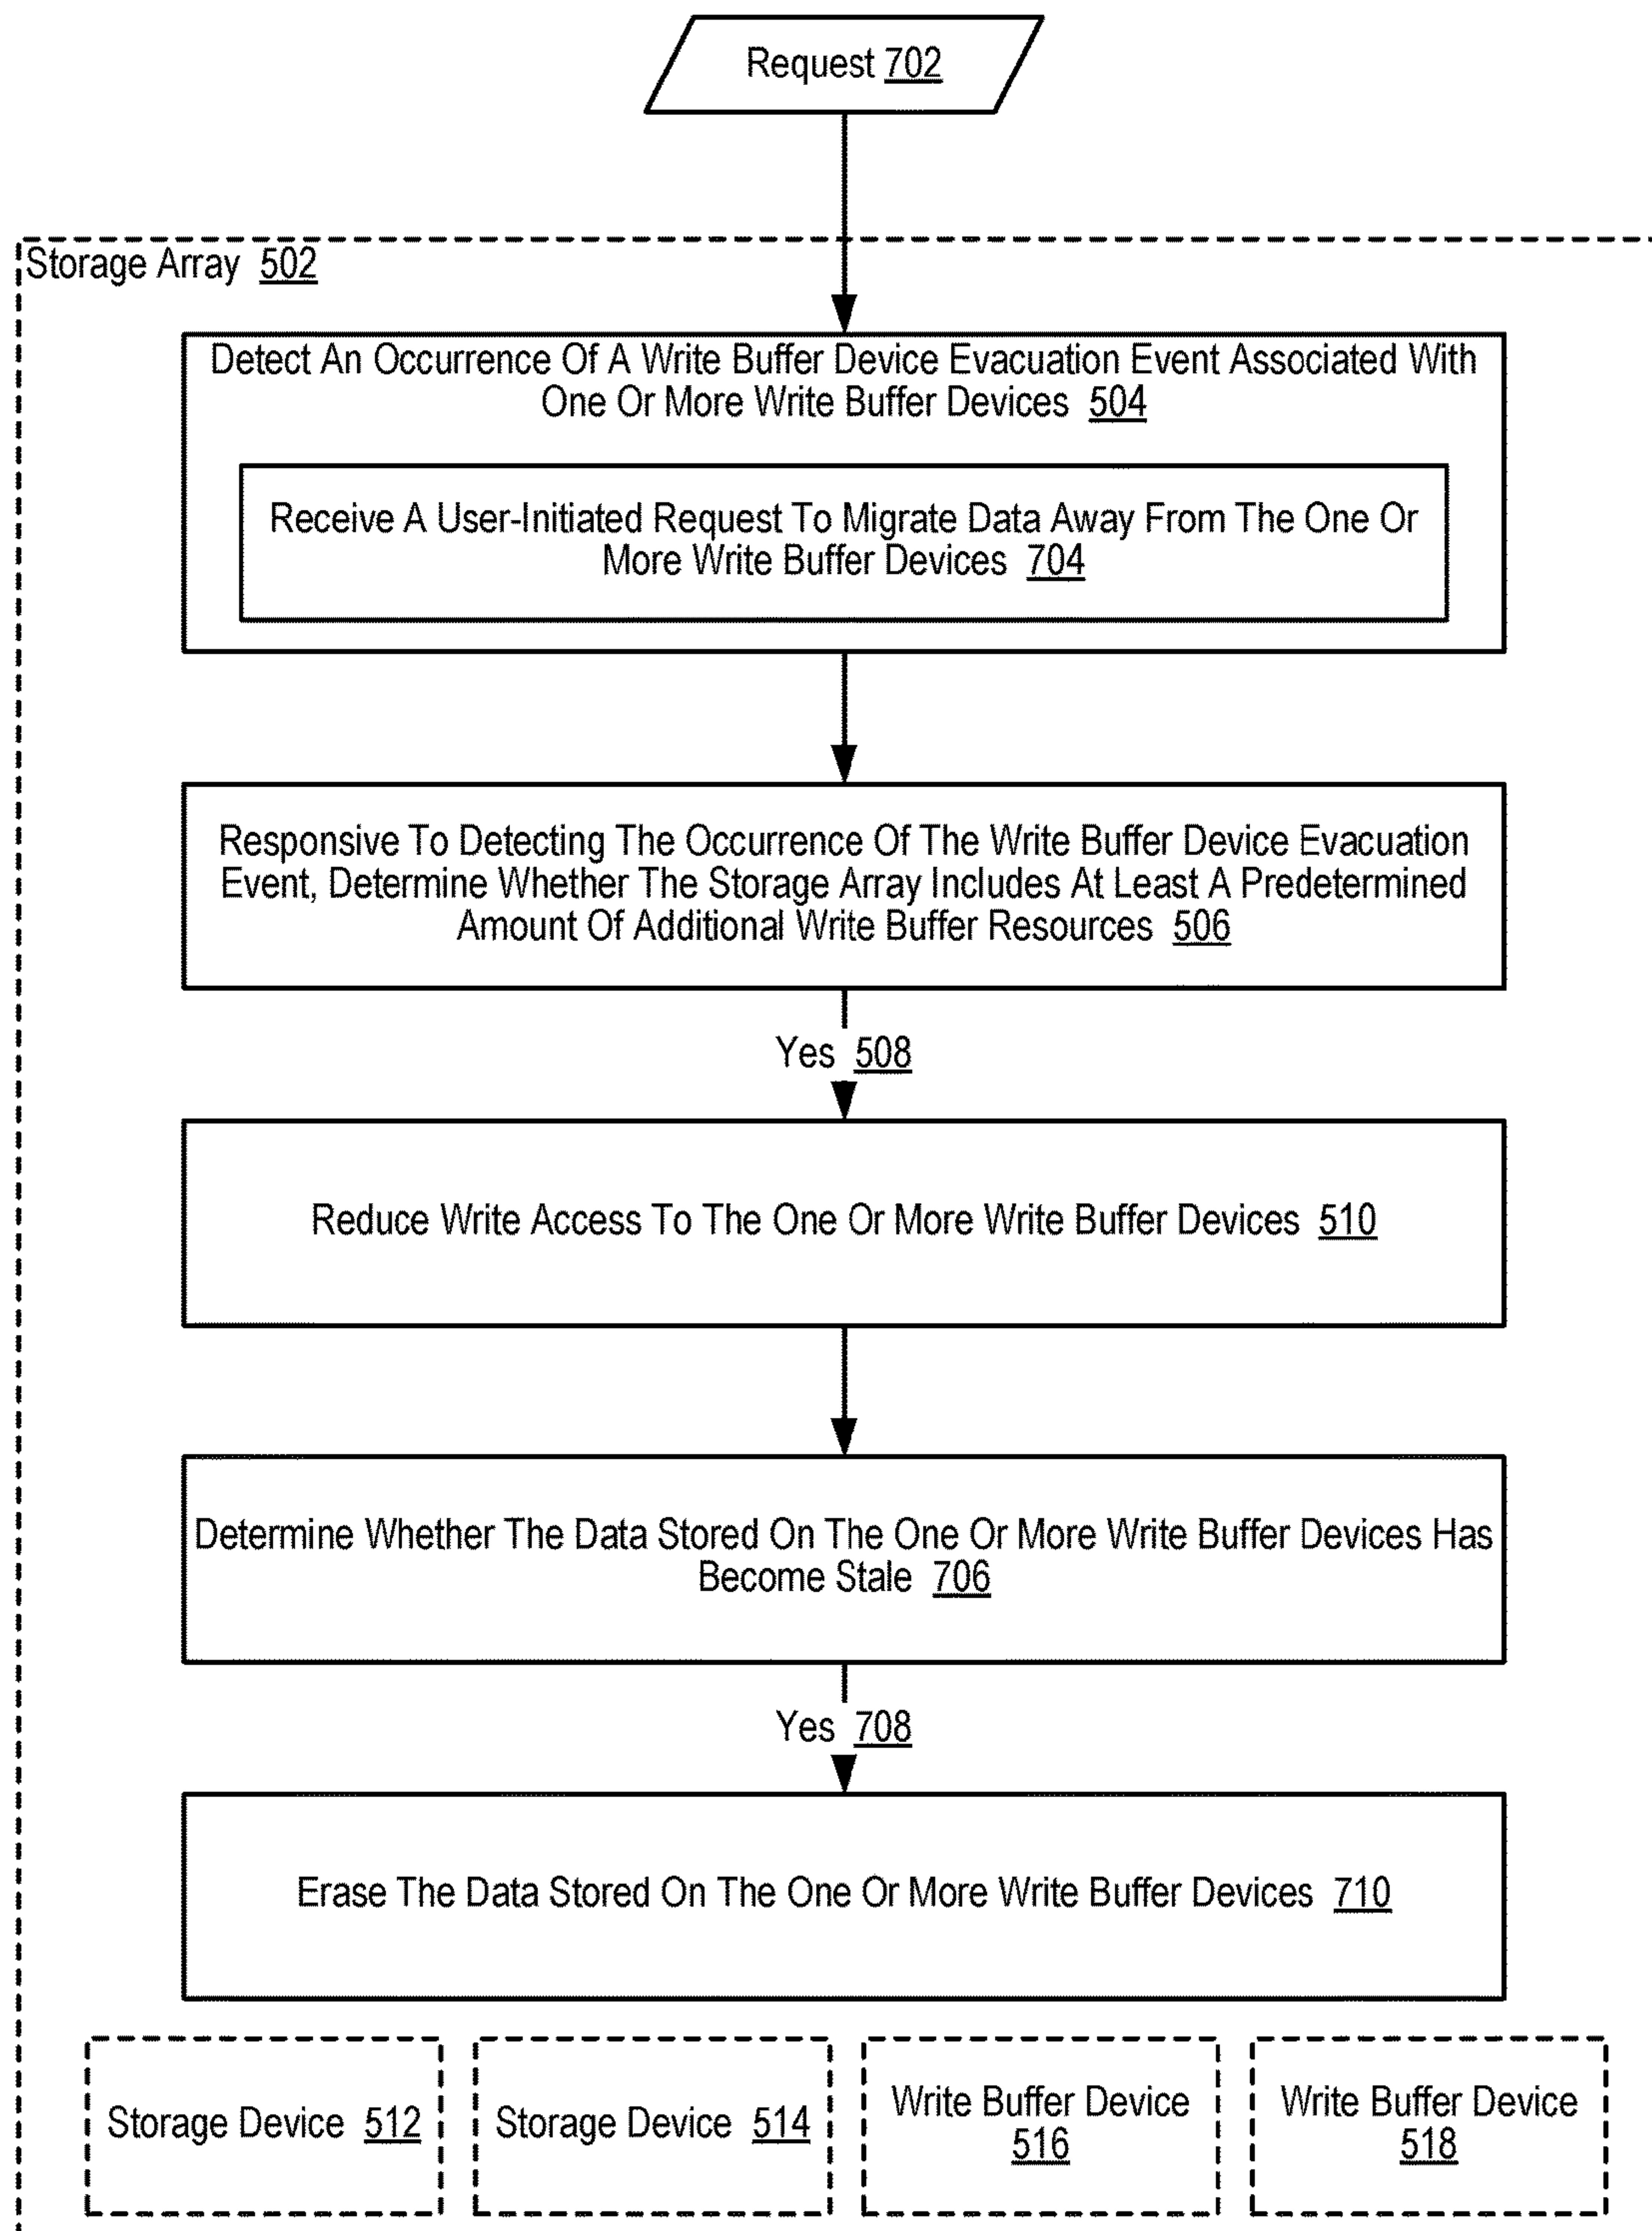 Request 702
Storage Array 502
Detect An Occurrence Of A Write Buffer Device Evacuation Event Associated With
One Or More Write Buffer Devices 504
Receive A User-Initiated Request To Migrate Data Away From The One Or
More Write Buffer Devices 704
Responsive To Detecting The Occurrence Of The Write Buffer Device Evacuation
Event, Determine Whether The Storage Array Includes At Least A Predetermined
Amount Of Additional Write Buffer Resources 506
Yes 508
Reduce Write Access To The One Or More Write Buffer Devices 510
Determine Whether The Data Stored On The One Or More Write Buffer Devices Has
Become Stale 706
Yes 708
Erase The Data Stored On The One Or More Write Buffer Devices 710
Storage Device 512
Storage Device 514
Write Buffer Device
516
Write Buffer Device
518